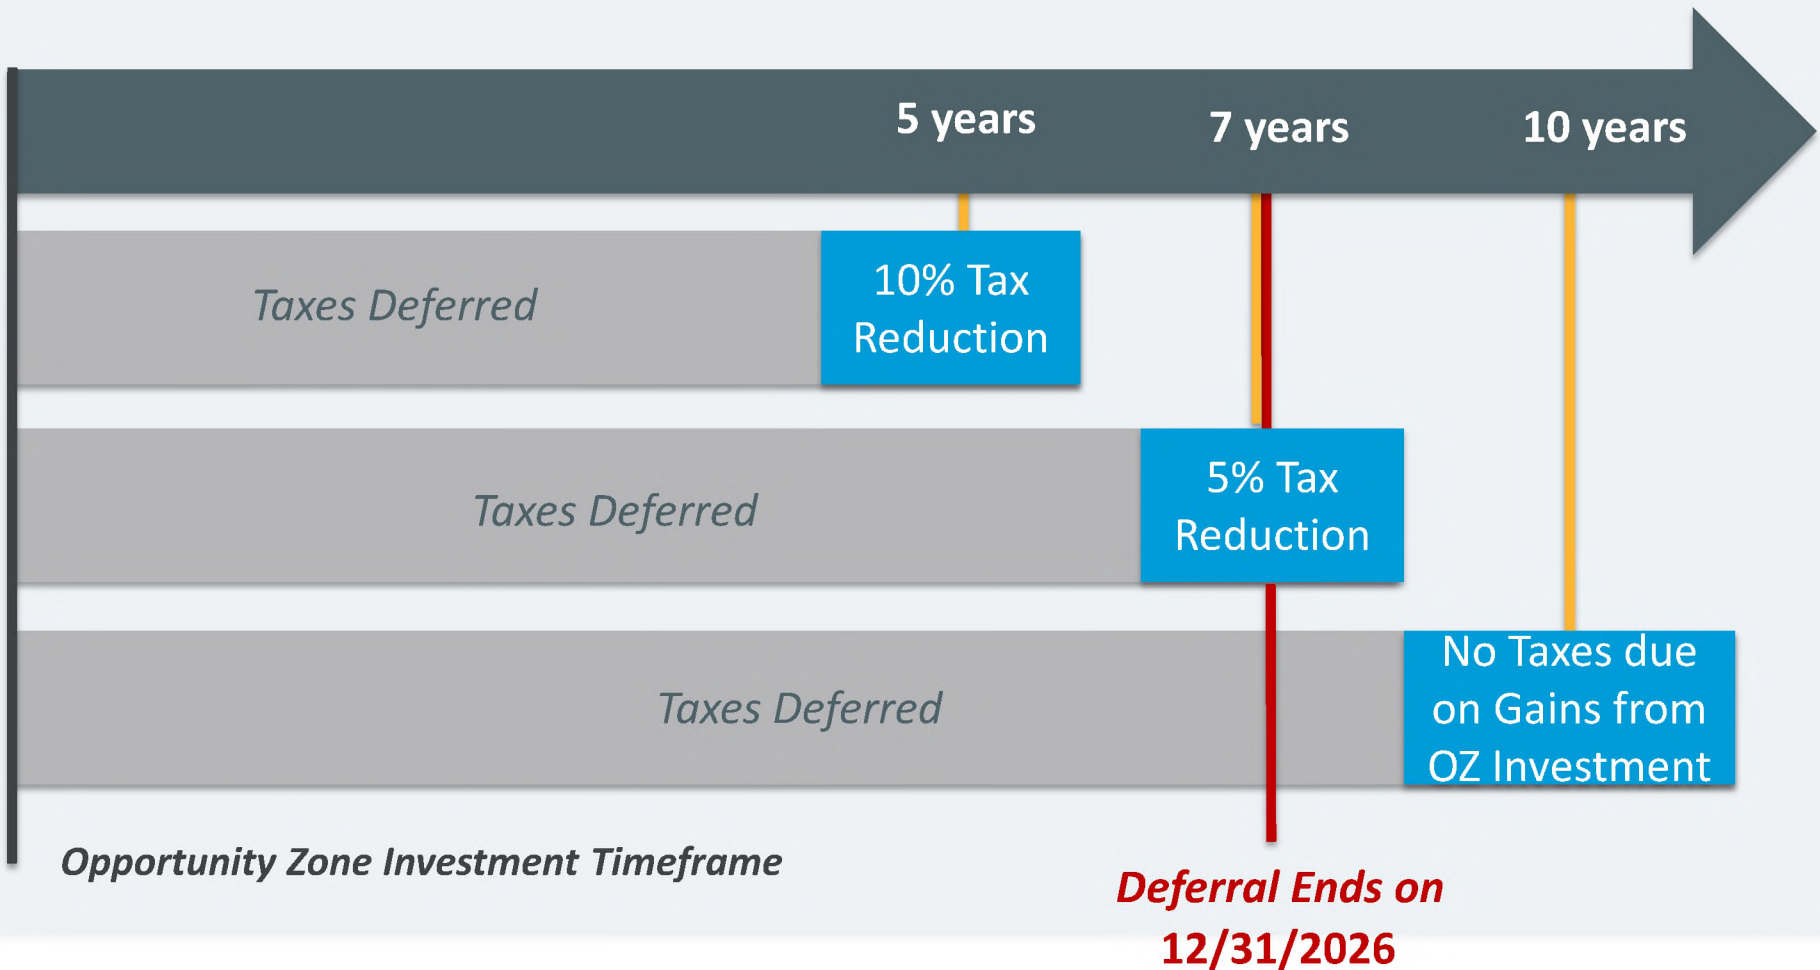 5 years
7 years
10 years
Taxes Deferred
10% Tax
Reduction
Taxes Deferred
5% Tax
Reduction
Taxes Deferred
No Taxes due
on Gains from
OZ Investment
Opportunity Zone Investment Timeframe
Deferral Ends on
12/31/2026